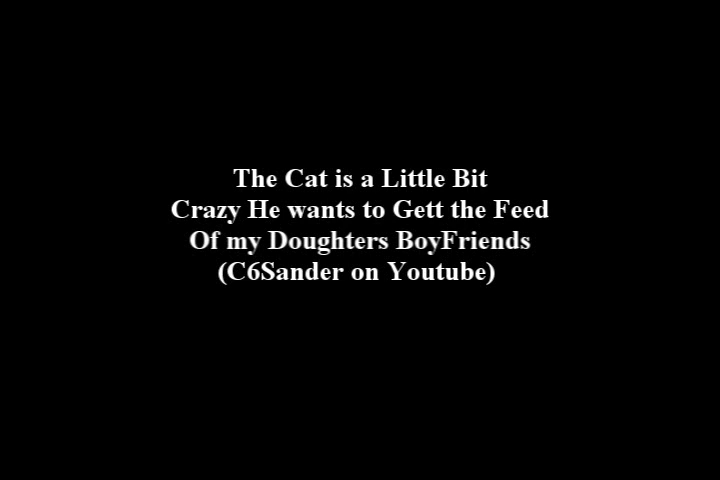 The Cat is a Little Bit
Crazy He wants to Gett the Feed
Of my Doughters BoyFriends
(C6Sander on Youtube)